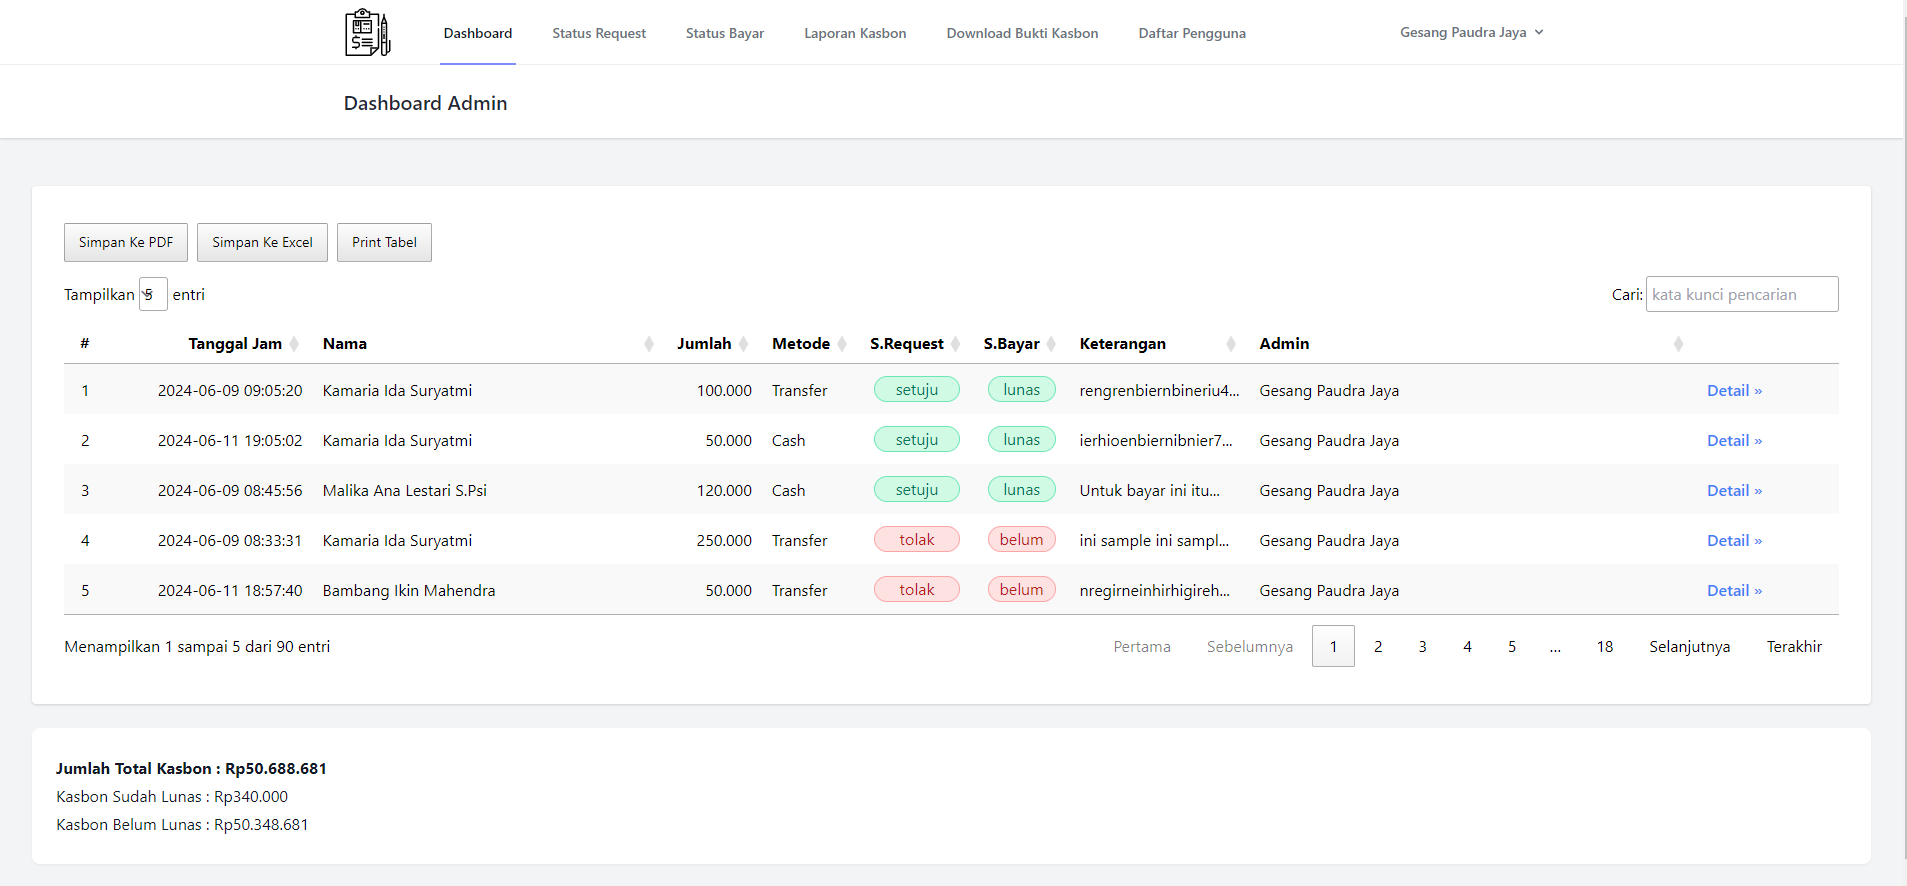 Dashboard Status Request Status Bayar Laporan Kasbon Download Bukti Kasbon Daftar Pengguna Gesang Paudra Jaya
Dashboard Admin
Simpan Ke PDF Simpan Ke Excel Print Tabel
Tampilkan 5 entri Cari: kata kunci pencarian
# Tanggal Jam Nama Jumlah Metode S.Request S.Bayar Keterangan Admin
1 2024-06-09 09:05:20 Kamaria Ida Suryatmi 100.000 Transfer setuju lunas rengrenbiernbineriu4... Gesang Paudra Jaya Detail »
2 2024-06-11 19:05:02 Kamaria Ida Suryatmi 50.000 Cash setuju lunas ierhioenbiernibnier7... Gesang Paudra Jaya Detail »
3 2024-06-09 08:45:56 Malika Ana Lestari S.Psi 120.000 Cash setuju lunas Untuk bayar ini itu... Gesang Paudra Jaya Detail »
4 2024-06-09 08:33:31 Kamaria Ida Suryatmi 250.000 Transfer tolak belum ini sample ini sampl... Gesang Paudra Jaya Detail »
5 2024-06-11 18:57:40 Bambang Ikin Mahendra 50.000 Transfer tolak belum nregirneinhirhigireh... Gesang Paudra Jaya Detail »
Menampilkan 1 sampai 5 dari 90 entri Pertama Sebelumnya 1 2 3 4 5 ... 18 Selanjutnya Terakhir
Jumlah Total Kasbon : Rp50.688.681
Kasbon Sudah Lunas : Rp340.000
Kasbon Belum Lunas : Rp50.348.681